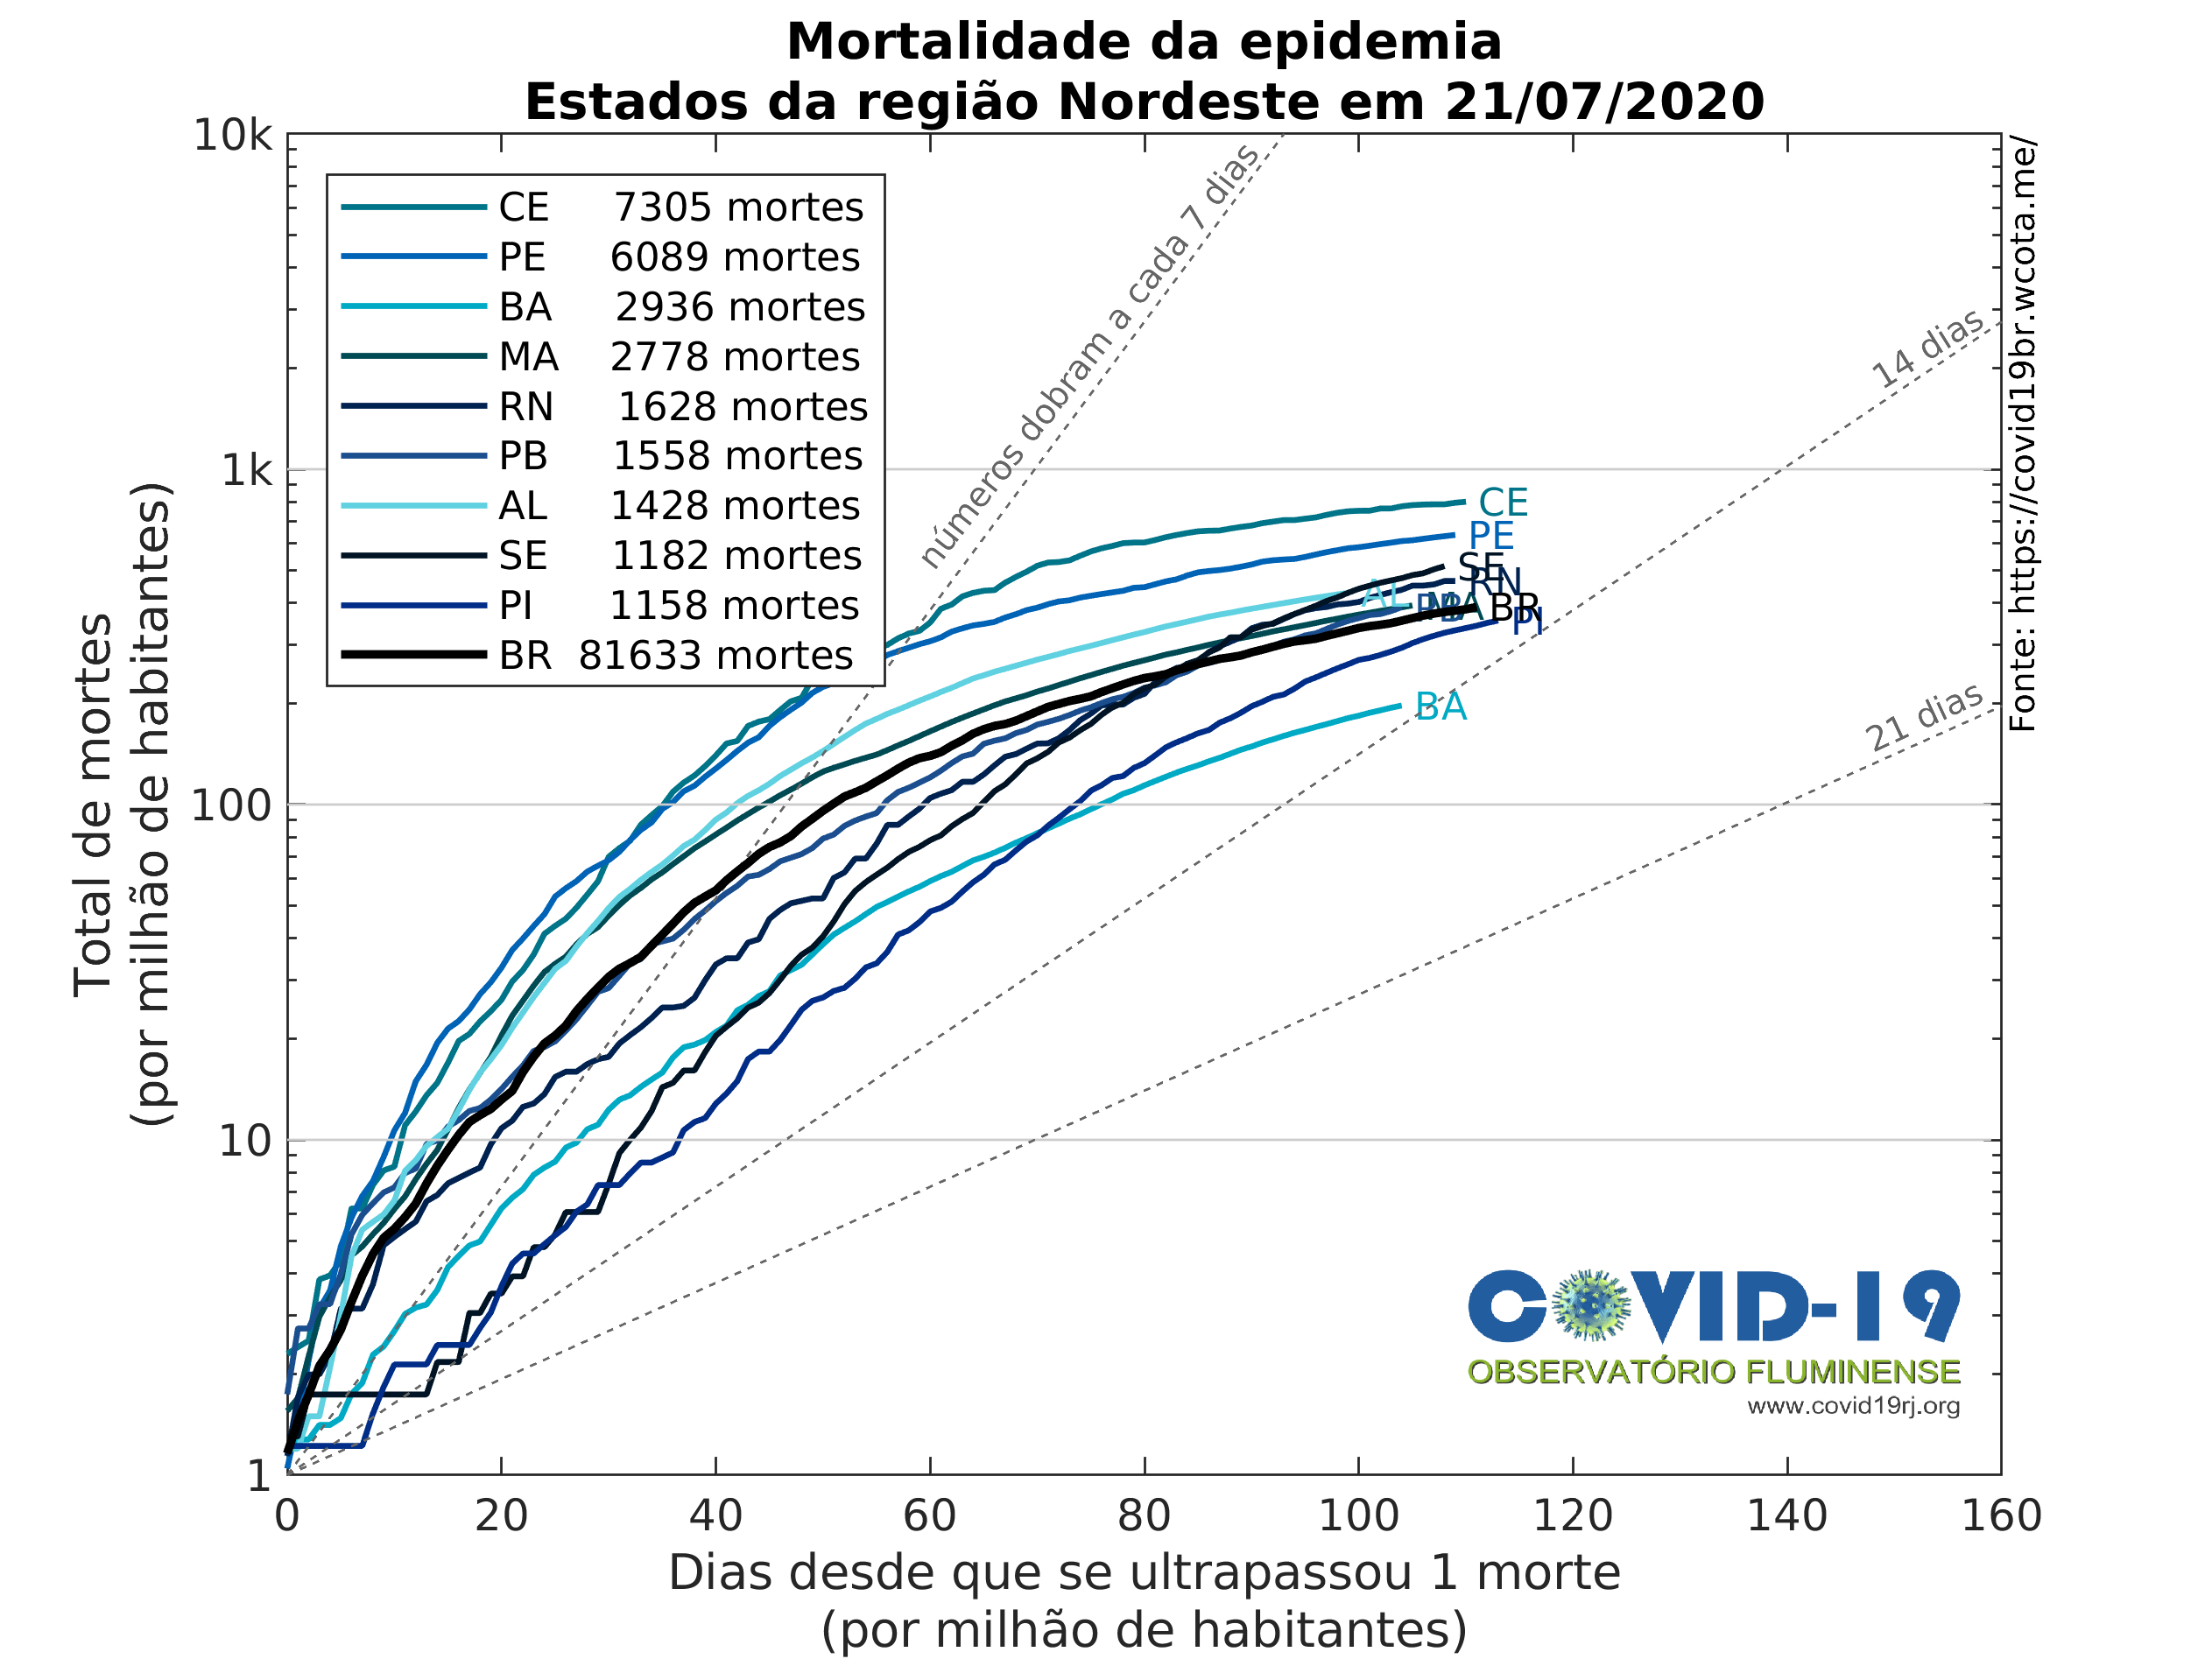 Mortalidade da epidemia
Estados da região Nordeste em 21/07/2020
10k
1k
100
10
1
Total de mortes
(por milhão de habitantes)
CE 7305 mortes
PE 6089 mortes
BA 2936 mortes
MA 2778 mortes
RN 1628 mortes
PB 1558 mortes
AL 1428 mortes
SE 1182 mortes
PI 1158 mortes
BR 81633 mortes
números dobram a cada 7 dias
14 dias
21 dias
CE
PE
SE
RN
AL
PB
MA
BR
PI
BA
Fonte: https://covid19br.wcota.me/
COVID-19
OBSERVATÓRIO FLUMINENSE
www.covid19rj.org
0 20 40 60 80 100 120 140 160
Dias desde que se ultrapassou 1 morte
(por milhão de habitantes)